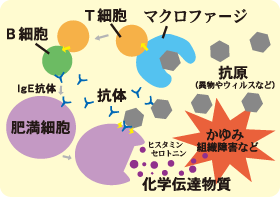 T細胞
マクロファージ
B細胞
抗原
(異物やウィルスなど)
IgE抗体
抗体
肥満細胞
かゆみ
組織障害など
ヒスタミン
セロトニン
化学伝達物質